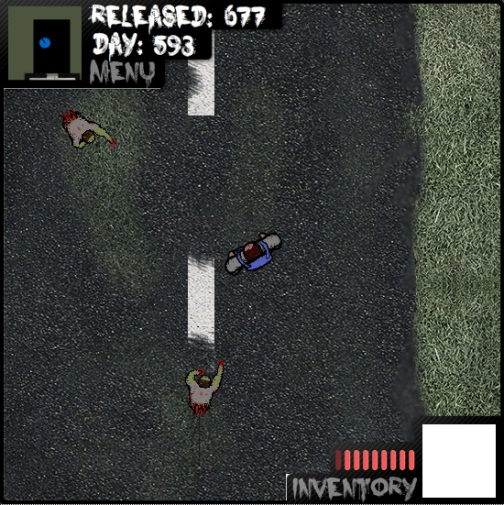 RELEASED: 677
DAY: 593
MENU
INVENTORY